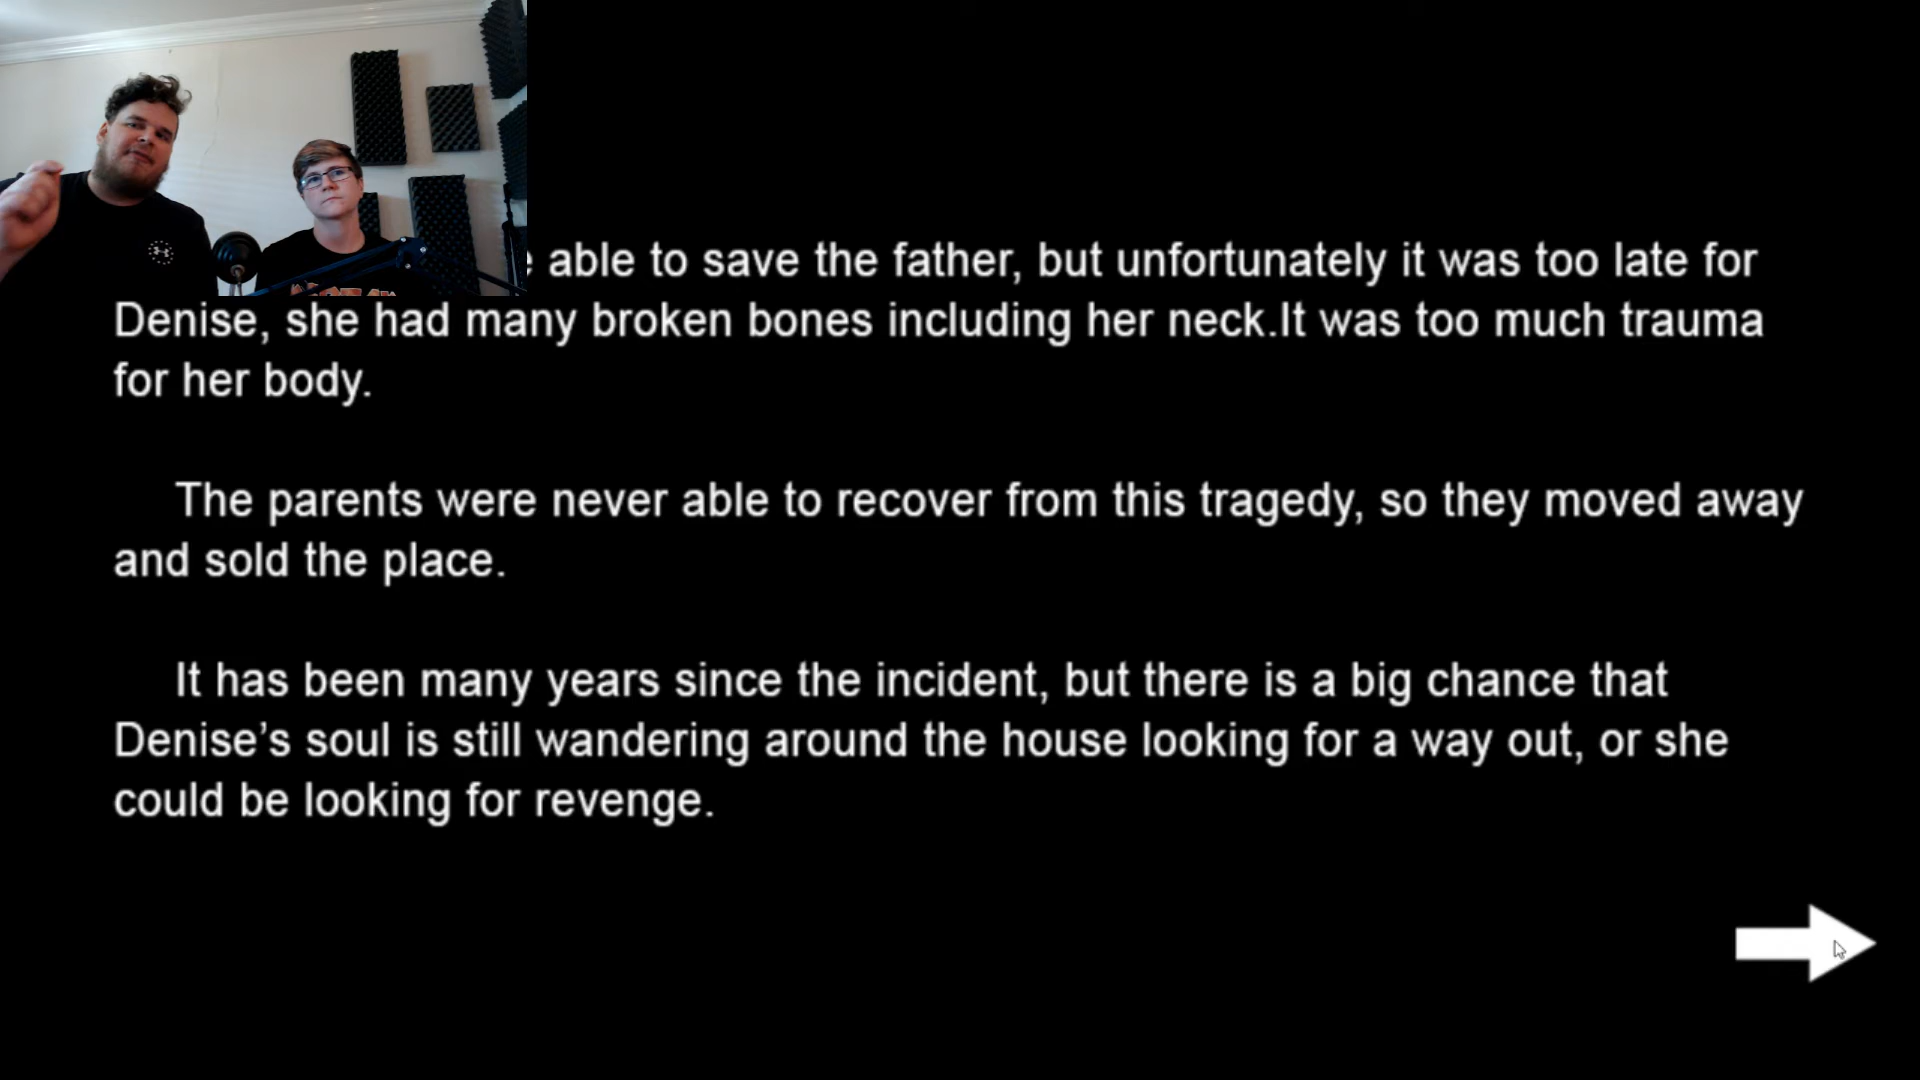 able to save the father, but unfortunately it was too late for
Denise, she had many broken bones including her neck.It was too much trauma
for her body.
The parents were never able to recover from this tragedy, so they moved away
and sold the place.
It has been many years since the incident, but there is a big chance that
Denise’s soul is still wandering around the house looking for a way out, or she
could be looking for revenge.